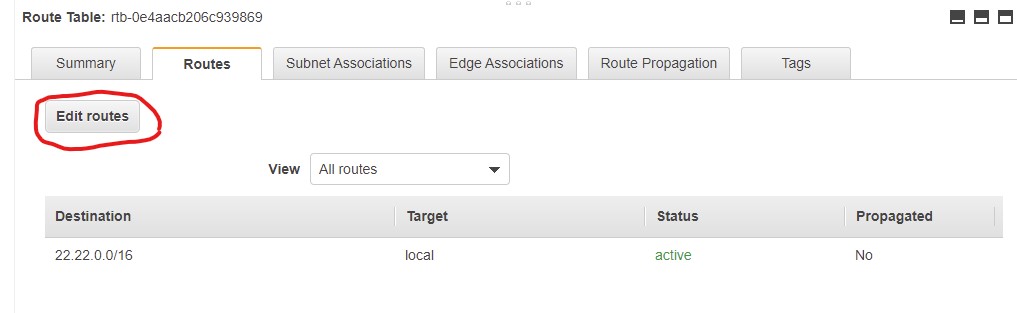 Route Table: rtb-0e4aacb206c939869
Summary Routes Subnet Associations Edge Associations Route Propagation Tags
Edit routes
View All routes
Destination Target Status Propagated
22.22.0.0/16 local active No